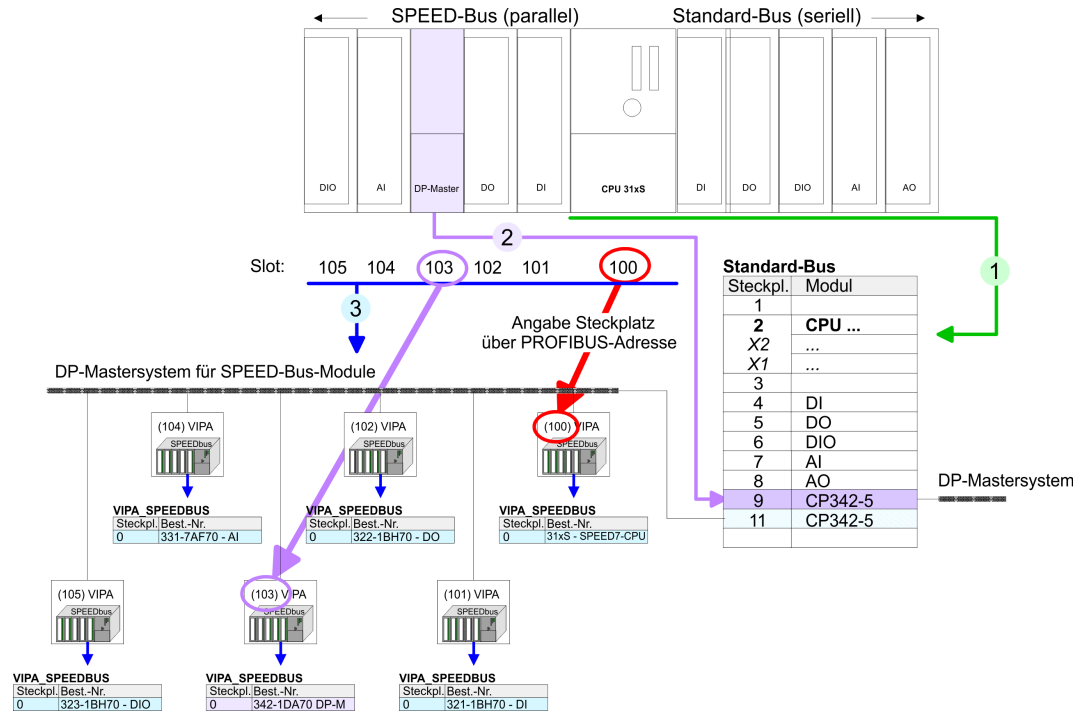 SPEED-Bus (parallel) Standard-Bus (seriell)
DIO AI DP-Master DO DI CPU 31xS DI DO DIO AI AO
2
Slot: 105 104 103 102 101 100
1
3
Angabe Steckplatz
über PROFIBUS-Adresse
DP-Mastersystem für SPEED-Bus-Module
Standard-Bus
Steckpl. Modul
1
2 CPU ...
X2 ...
X1 ...
3
4 DI
5 DO
6 DIO
7 AI
8 AO
9 CP342-5
11 CP342-5
DP-Mastersystem
(104) VIPA
SPEEDbus
VIPA_SPEEDBUS
Steckpl. Best.-Nr.
0 331-7AF70 - AI
(102) VIPA
SPEEDbus
VIPA_SPEEDBUS
Steckpl. Best.-Nr.
0 322-1BH70 - DO
(100) VIPA
SPEEDbus
VIPA_SPEEDBUS
Steckpl. Best.-Nr.
0 31xS - SPEED7-CPU
(105) VIPA
SPEEDbus
VIPA_SPEEDBUS
Steckpl. Best.-Nr.
0 323-1BH70 - DIO
(103) VIPA
SPEEDbus
VIPA_SPEEDBUS
Steckpl. Best.-Nr.
0 342-1DA70 DP-M
(101) VIPA
SPEEDbus
VIPA_SPEEDBUS
Steckpl. Best.-Nr.
0 321-1BH70 - DI